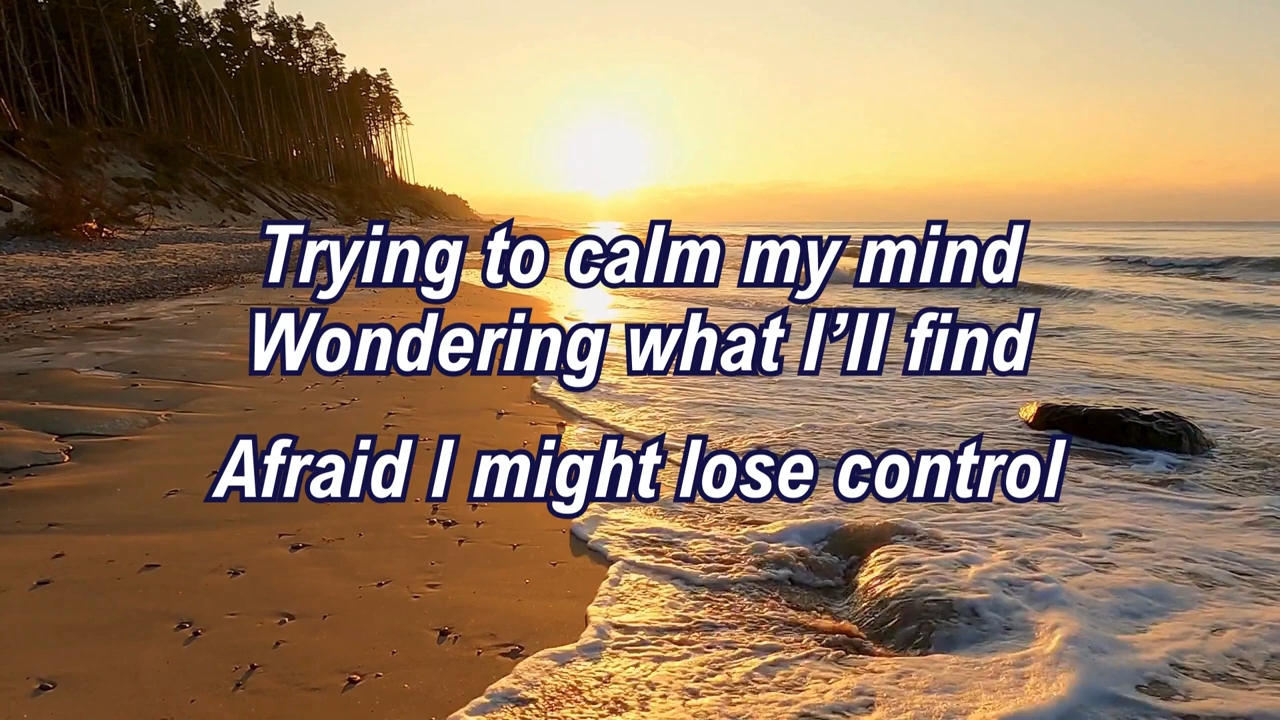 Trying to calm my mind
Wondering what I’ll find
Afraid I might lose control